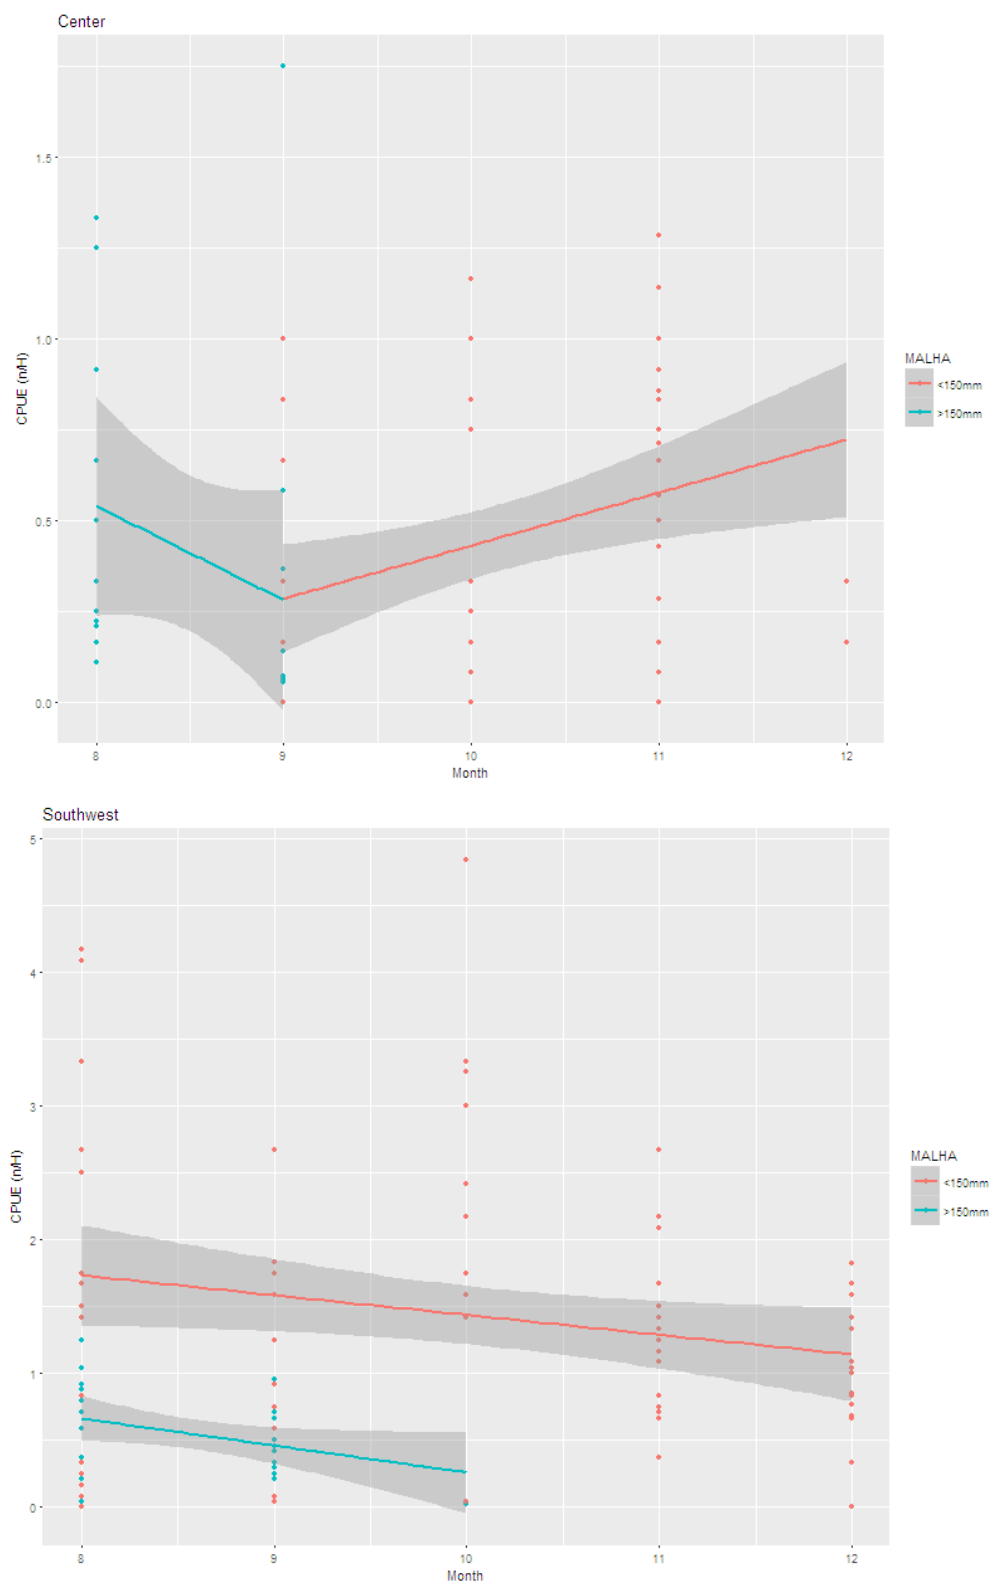 Center
1.5
1.0
0.5
0.0
CPUE (n/H)
8 9 10 11 12
Month
MALHA
<150mm
>150mm
Southwest
5
4
3
2
1
0
CPUE (n/H)
8 9 10 11 12
Month
MALHA
<150mm
>150mm